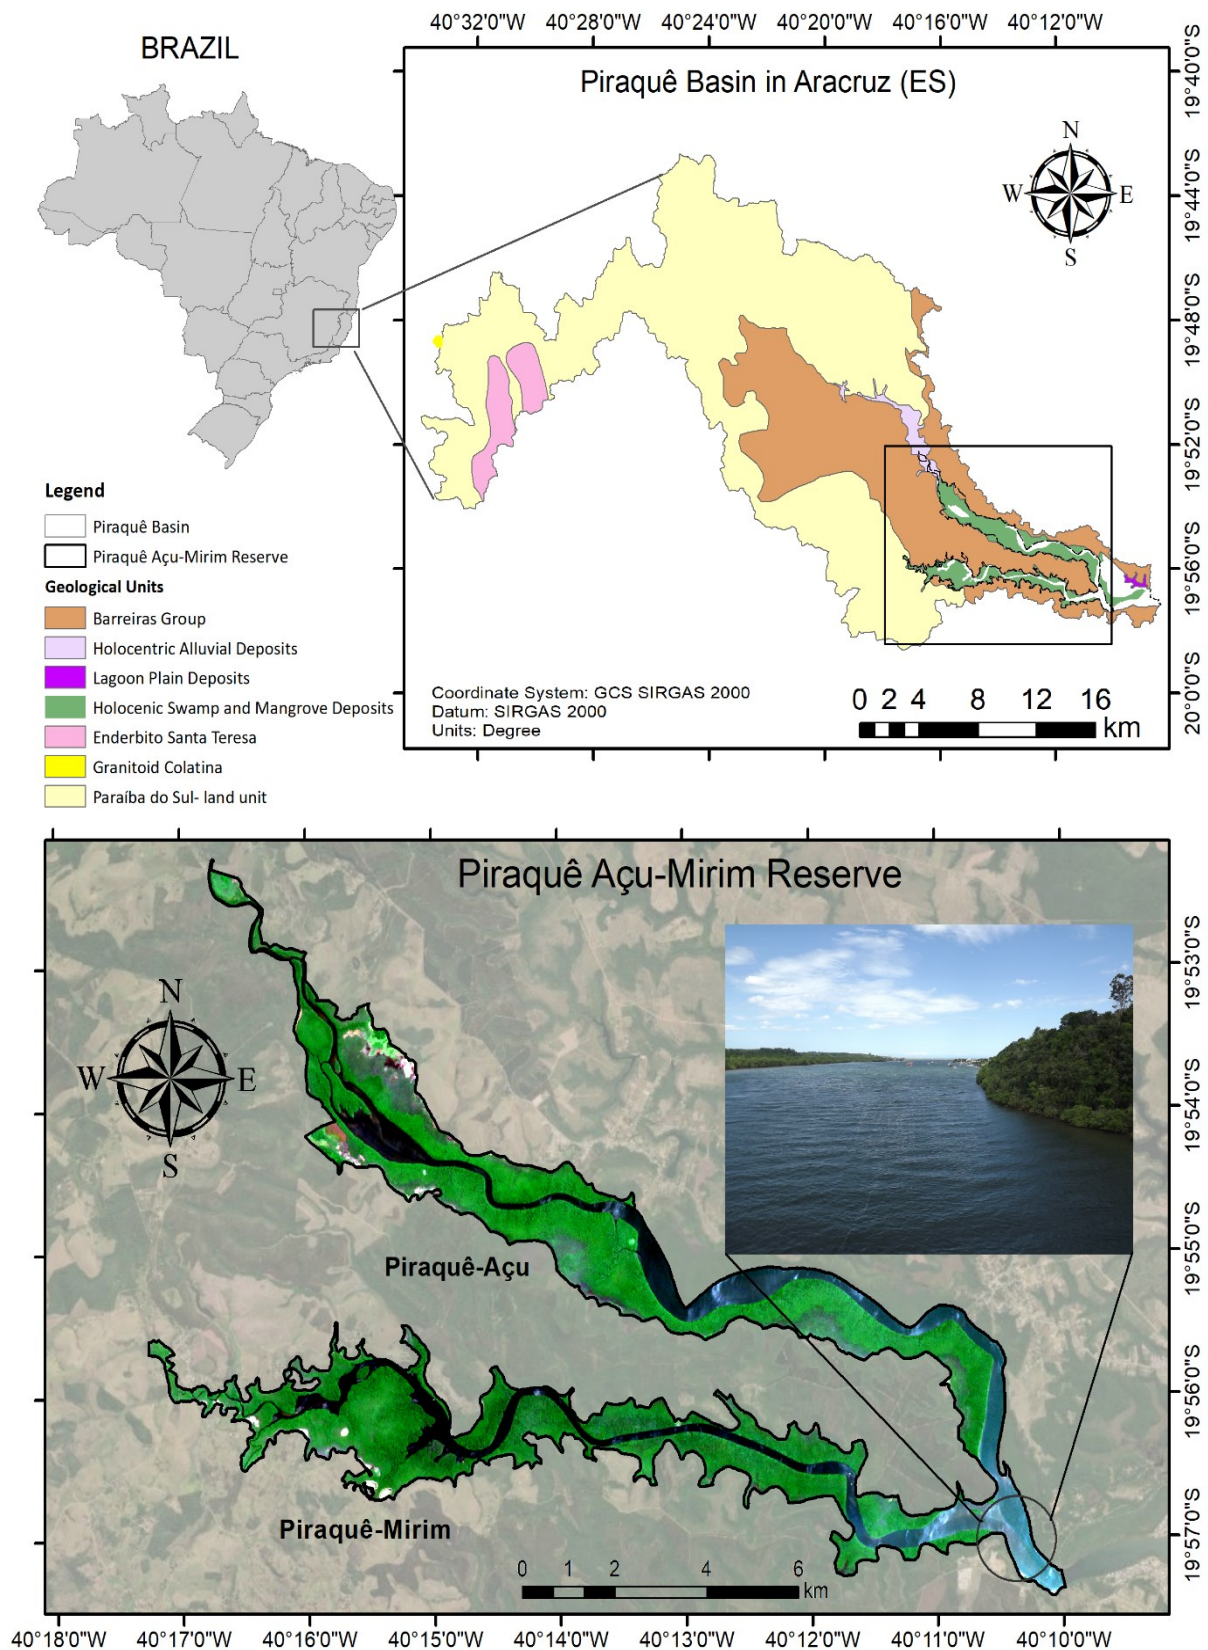 BRAZIL
40°32'0"W 40°28'0"W 40°24'0"W 40°20'0"W 40°16'0"W 40°12'0"W
Piraquê Basin in Aracruz (ES)
N
W E
S
19°40'0"S
19°44'0"S
19°48'0"S
19°52'0"S
19°56'0"S
20°0'0"S
Legend
Piraquê Basin
Piraquê Açu-Mirim Reserve
Geological Units
Barreiras Group
Holocentric Alluvial Deposits
Lagoon Plain Deposits
Holocenic Swamp and Mangrove Deposits
Enderbito Santa Teresa
Granitoid Colatina
Paraíba do Sul- land unit
Coordinate System: GCS SIRGAS 2000
Datum: SIRGAS 2000
Units: Degree
0 2 4 8 12 16
km
Piraquê Açu-Mirim Reserve
N
W E
S
19°53'0"S
19°54'0"S
19°55'0"S
19°56'0"S
19°57'0"S
Piraquê-Açu
Piraquê-Mirim
0 1 2 4 6
km
40°18'0"W 40°17'0"W 40°16'0"W 40°15'0"W 40°14'0"W 40°13'0"W 40°12'0"W 40°11'0"W 40°10'0"W